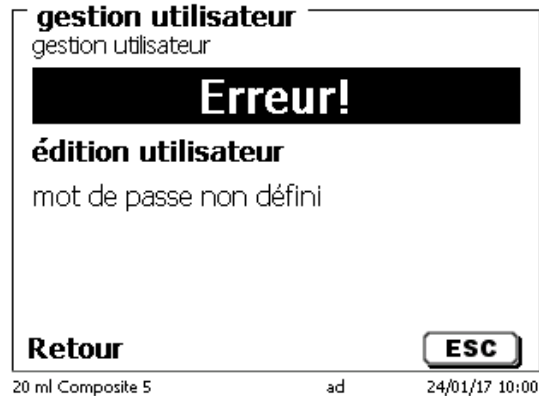 gestion utilisateur
gestion utilisateur
Erreur!
édition utilisateur
mot de passe non défini
Retour ESC
20 ml Composite 5 ad 24/01/17 10:00